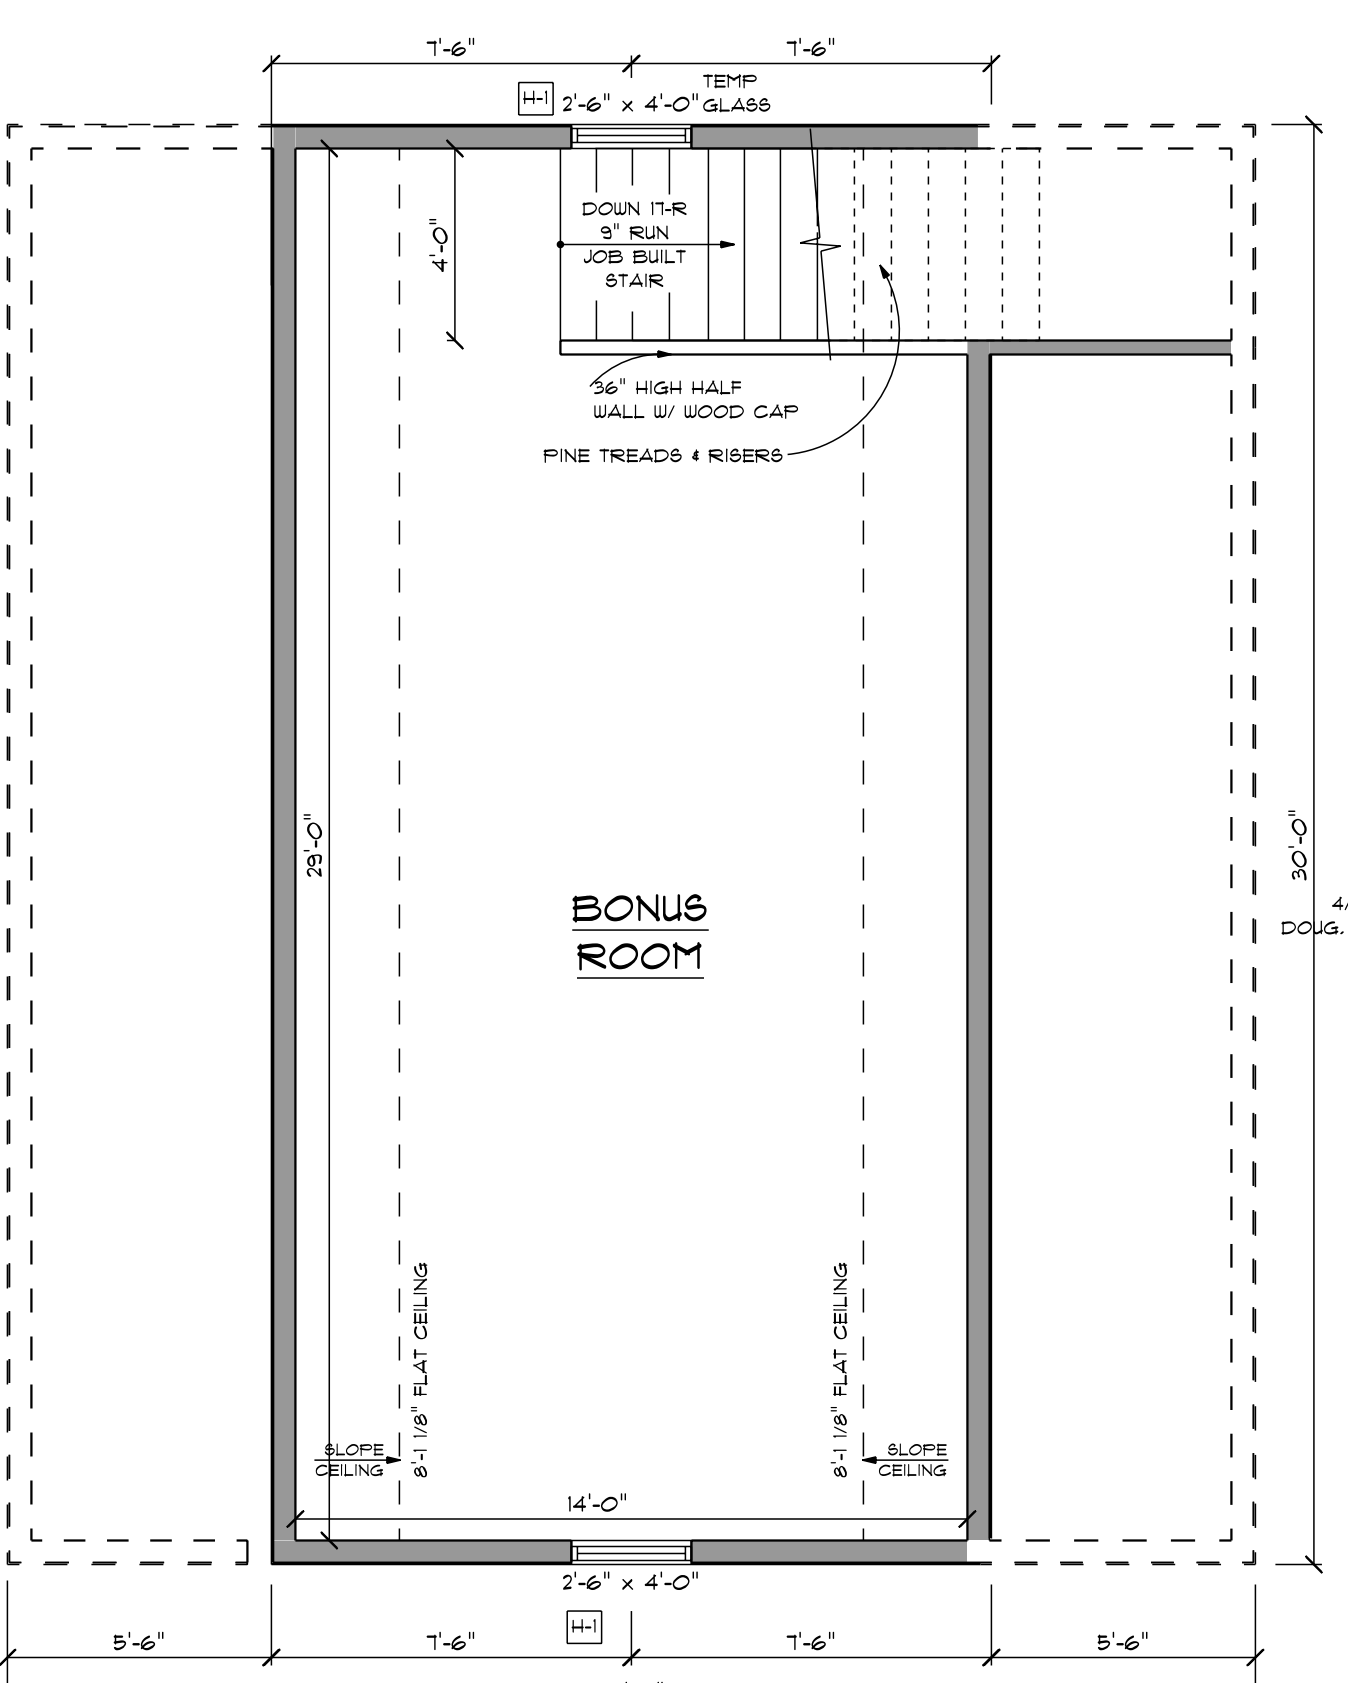 7'-6" 7'-6"
TEMP
H-1 2'-6" x 4'-0" GLASS
DOWN 17-R
9" RUN
JOB BUILT
STAIR
4'-0"
36" HIGH HALF
WALL W/ WOOD CAP
PINE TREADS & RISERS
29'-0"
30'-0"
4/
DOUG.
BONUS
ROOM
8'-1 1/8" FLAT CEILING
8'-1 1/8" FLAT CEILING
SLOPE
CEILING
SLOPE
CEILING
14'-0"
2'-6" x 4'-0"
H-1
5'-6" 7'-6" 7'-6" 5'-6"